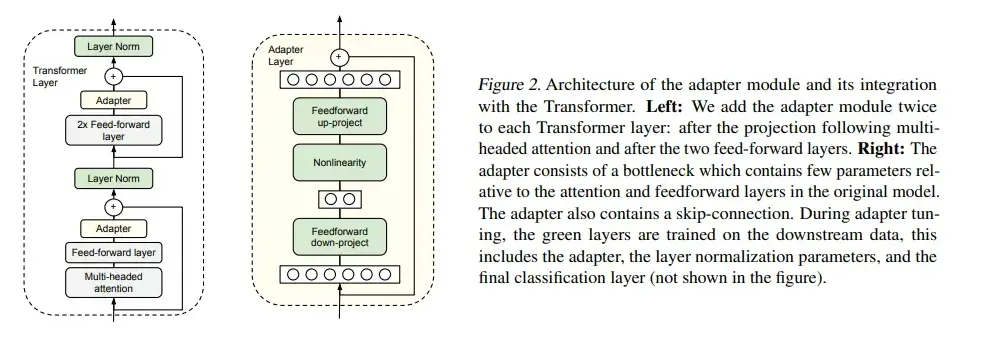 Layer Norm
Transformer
Layer
+
Adapter
2x Feed-forward
layer
Layer Norm
+
Adapter
Feed-forward layer
Multi-headed
attention
Adapter
Layer
+
Feedforward
up-project
Nonlinearity
Feedforward
down-project
Figure 2. Architecture of the adapter module and its integration
with the Transformer. Left: We add the adapter module twice
to each Transformer layer: after the projection following multi-
headed attention and after the two feed-forward layers. Right: The
adapter consists of a bottleneck which contains few parameters rel-
ative to the attention and feedforward layers in the original model.
The adapter also contains a skip-connection. During adapter tun-
ing, the green layers are trained on the downstream data, this
includes the adapter, the layer normalization parameters, and the
final classification layer (not shown in the figure).